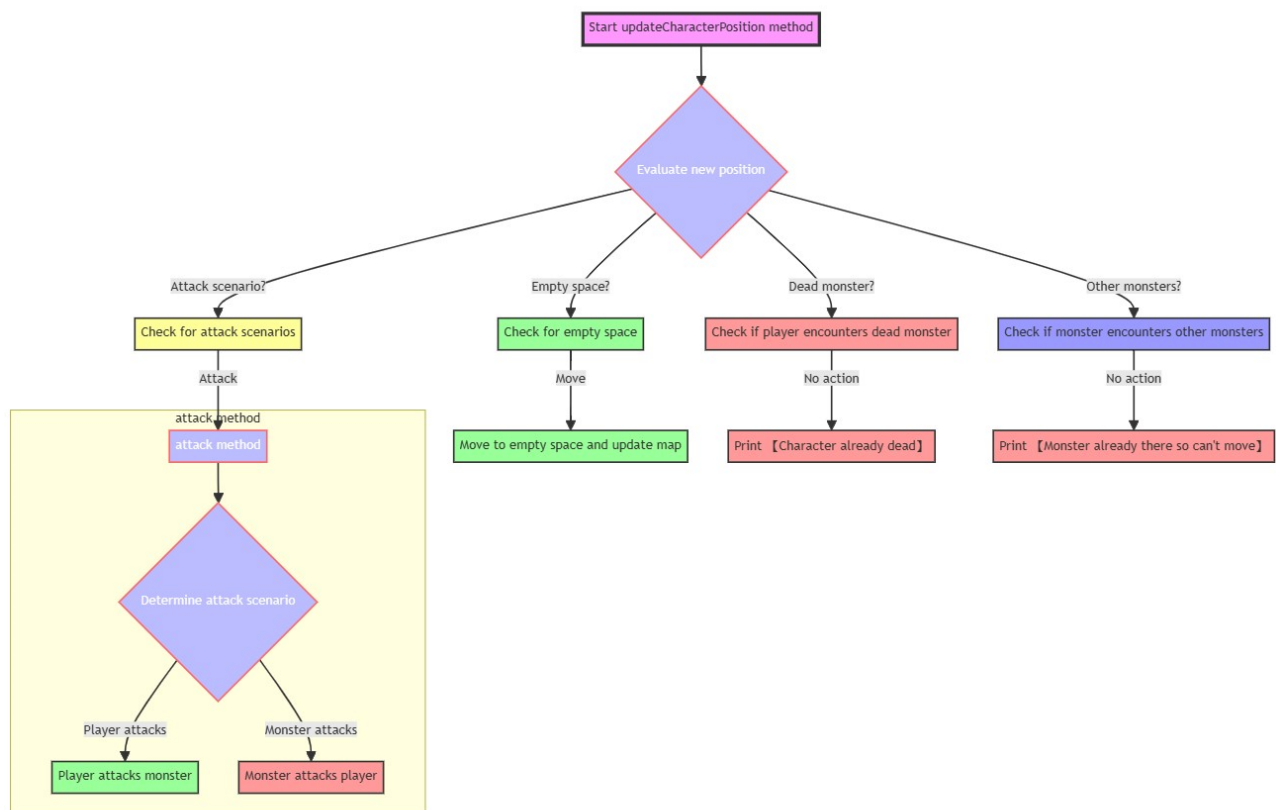 Start updateCharacterPosition method
Evaluate new position
Attack scenario?
Empty space?
Dead monster?
Other monsters?
Check for attack scenarios
Check for empty space
Check if player encounters dead monster
Check if monster encounters other monsters
Attack
Move
No action
No action
attack method
attack method
Move to empty space and update map
Print 【Character already dead】
Print 【Monster already there so can't move】
Determine attack scenario
Player attacks
Monster attacks
Player attacks monster
Monster attacks player